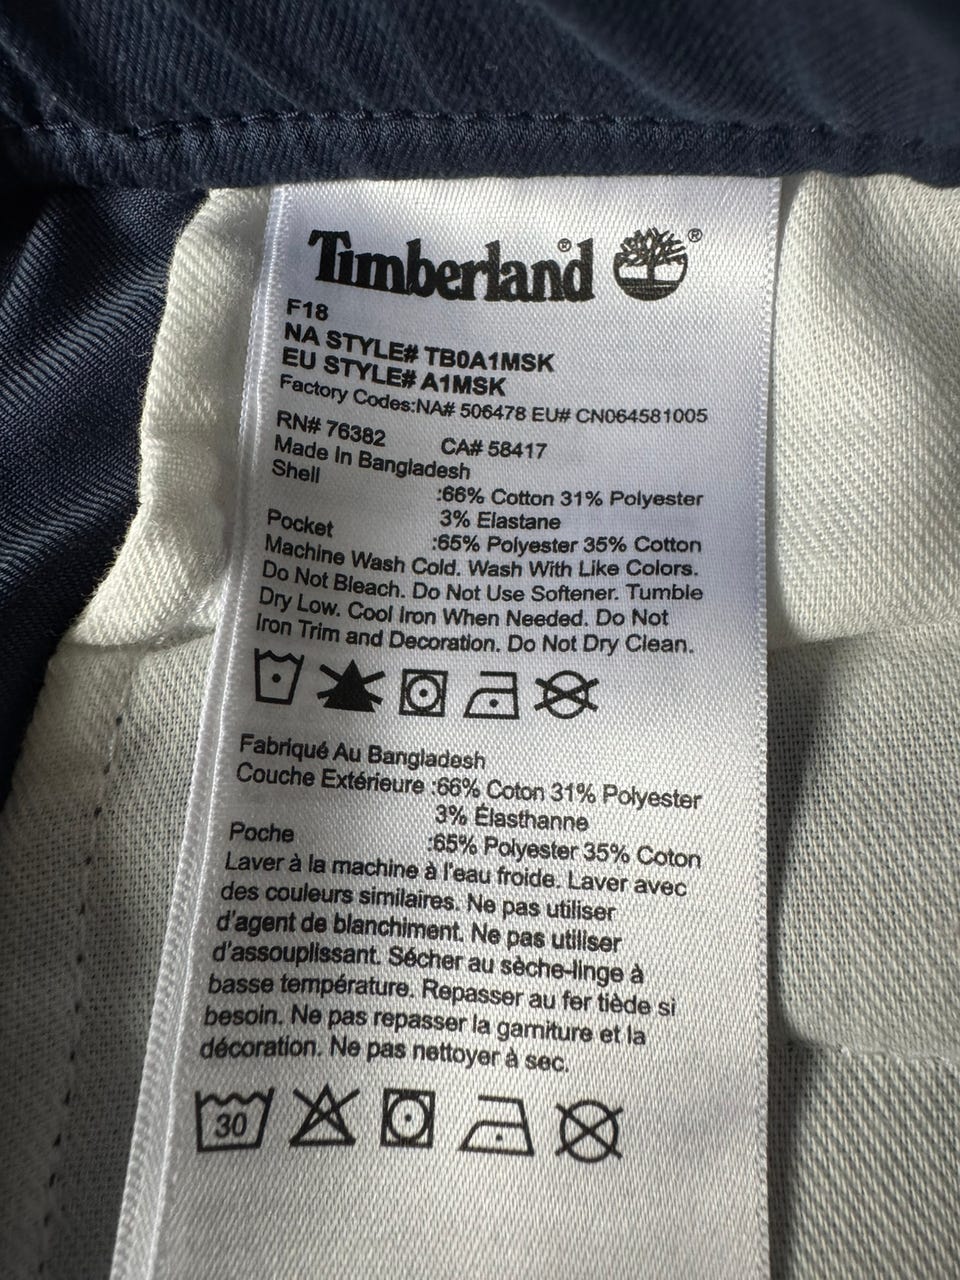 Timberland® ®
F18
NA STYLE# TB0A1MSK
EU STYLE# A1MSK
Factory Codes:NA# 506478 EU# CN064581005
RN# 76382 CA# 58417
Made In Bangladesh
Shell :66% Cotton 31% Polyester
3% Elastane
Pocket :65% Polyester 35% Cotton
Machine Wash Cold. Wash With Like Colors.
Do Not Bleach. Do Not Use Softener. Tumble
Dry Low. Cool Iron When Needed. Do Not
Iron Trim and Decoration. Do Not Dry Clean.
Fabriqué Au Bangladesh
Couche Extérieure :66% Coton 31% Polyester
3% Élasthanne
Poche :65% Polyester 35% Coton
Laver à la machine à l'eau froide. Laver avec
des couleurs similaires. Ne pas utiliser
d'agent de blanchiment. Ne pas utiliser
d'assouplissant. Sécher au sèche-linge à
basse température. Repasser au fer tiède si
besoin. Ne pas repasser la garniture et la
décoration. Ne pas nettoyer à sec.
30